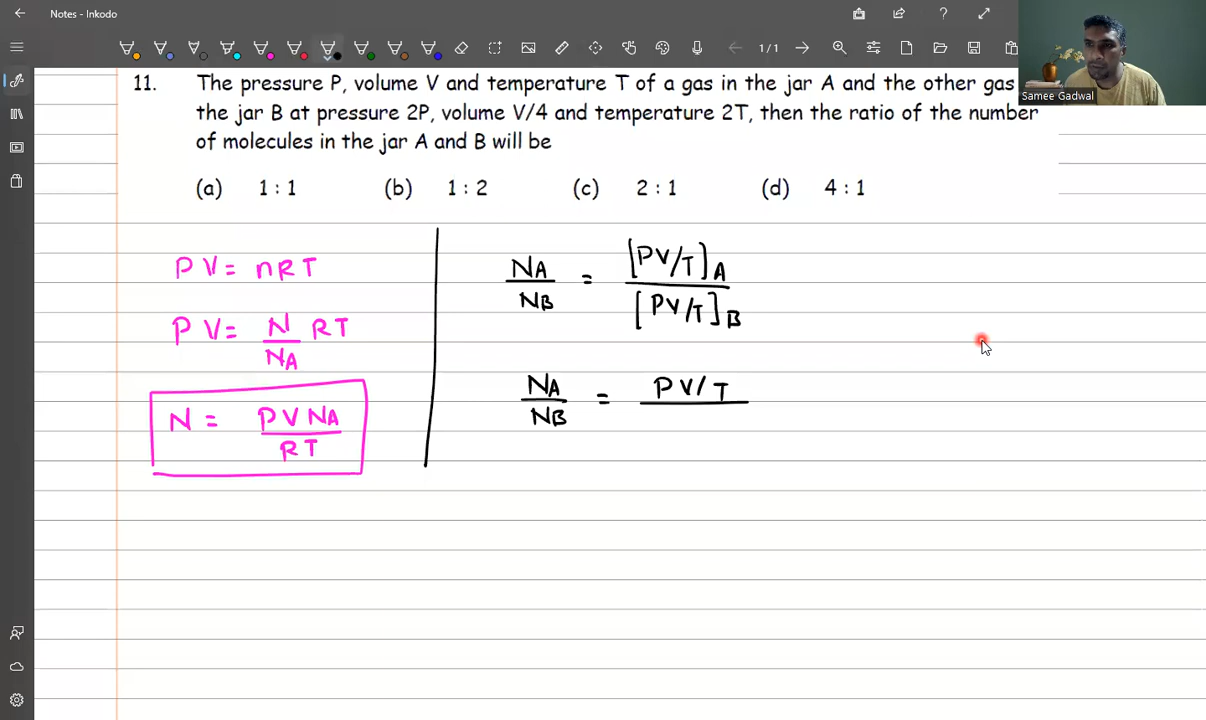 Notes - Inkodo
1/1
Samee Gadwal
11. The pressure P, volume V and temperature T of a gas in the jar A and the other gas
the jar B at pressure 2P, volume V/4 and temperature 2T, then the ratio of the number
of molecules in the jar A and B will be
(a) 1 : 1 (b) 1 : 2 (c) 2 : 1 (d) 4 : 1
PV = nRT
PV = N/NA RT
N = PVNA/RT
NA/NB = [PV/T]A/[PV/T]B
NA/NB = PV/T